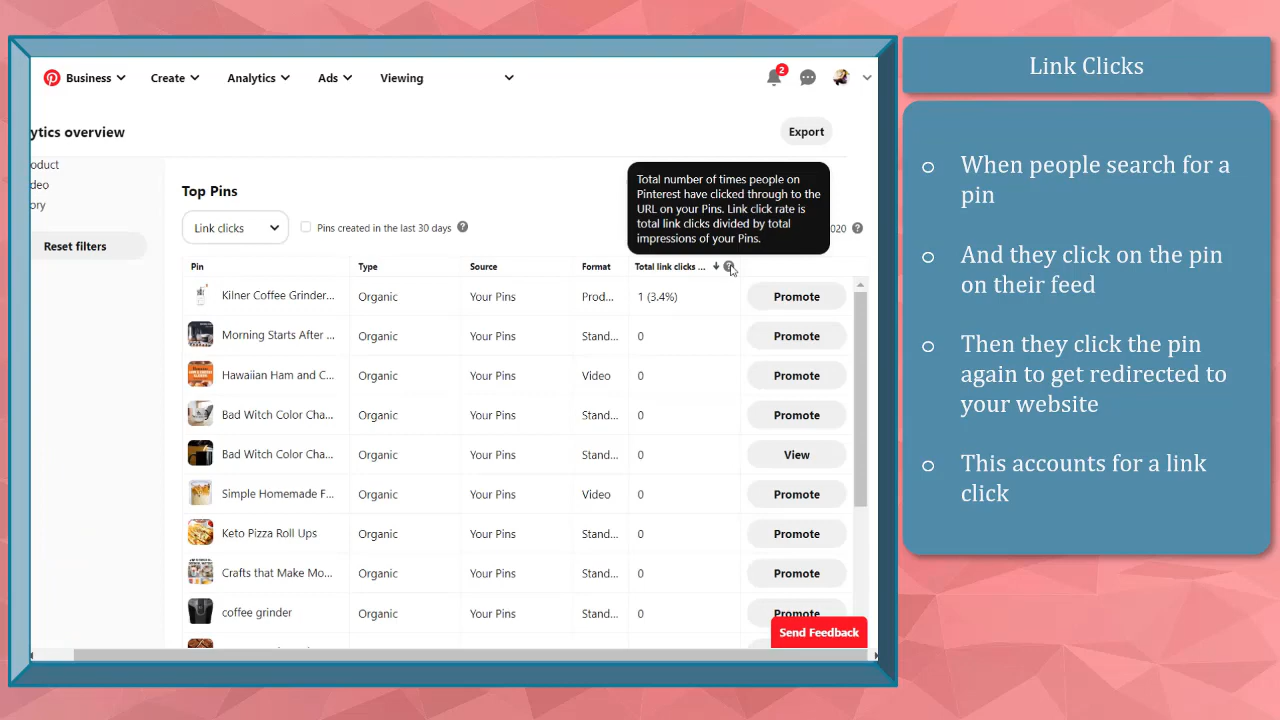 Business
Create
Analytics
Ads
Viewing
2
ytics overview
Export
oduct
deo
ory
Reset filters
Top Pins
Link clicks
Pins created in the last 30 days
Total number of times people on
Pinterest have clicked through to the
URL on your Pins. Link click rate is
total link clicks divided by total
impressions of your Pins.
020
Pin Type Source Format Total link clicks ...
Kilner Coffee Grinder... Organic Your Pins Prod... 1 (3.4%) Promote
Morning Starts After ... Organic Your Pins Stand... 0 Promote
Hawaiian Ham and C... Organic Your Pins Video 0 Promote
Bad Witch Color Cha... Organic Your Pins Stand... 0 Promote
Bad Witch Color Cha... Organic Your Pins Stand... 0 View
Simple Homemade F... Organic Your Pins Video 0 Promote
Keto Pizza Roll Ups Organic Your Pins Stand... 0 Promote
Crafts that Make Mo... Organic Your Pins Stand... 0 Promote
coffee grinder Organic Your Pins Stand... 0 Promote
Send Feedback
Link Clicks
When people search for a
pin
And they click on the pin
on their feed
Then they click the pin
again to get redirected to
your website
This accounts for a link
click